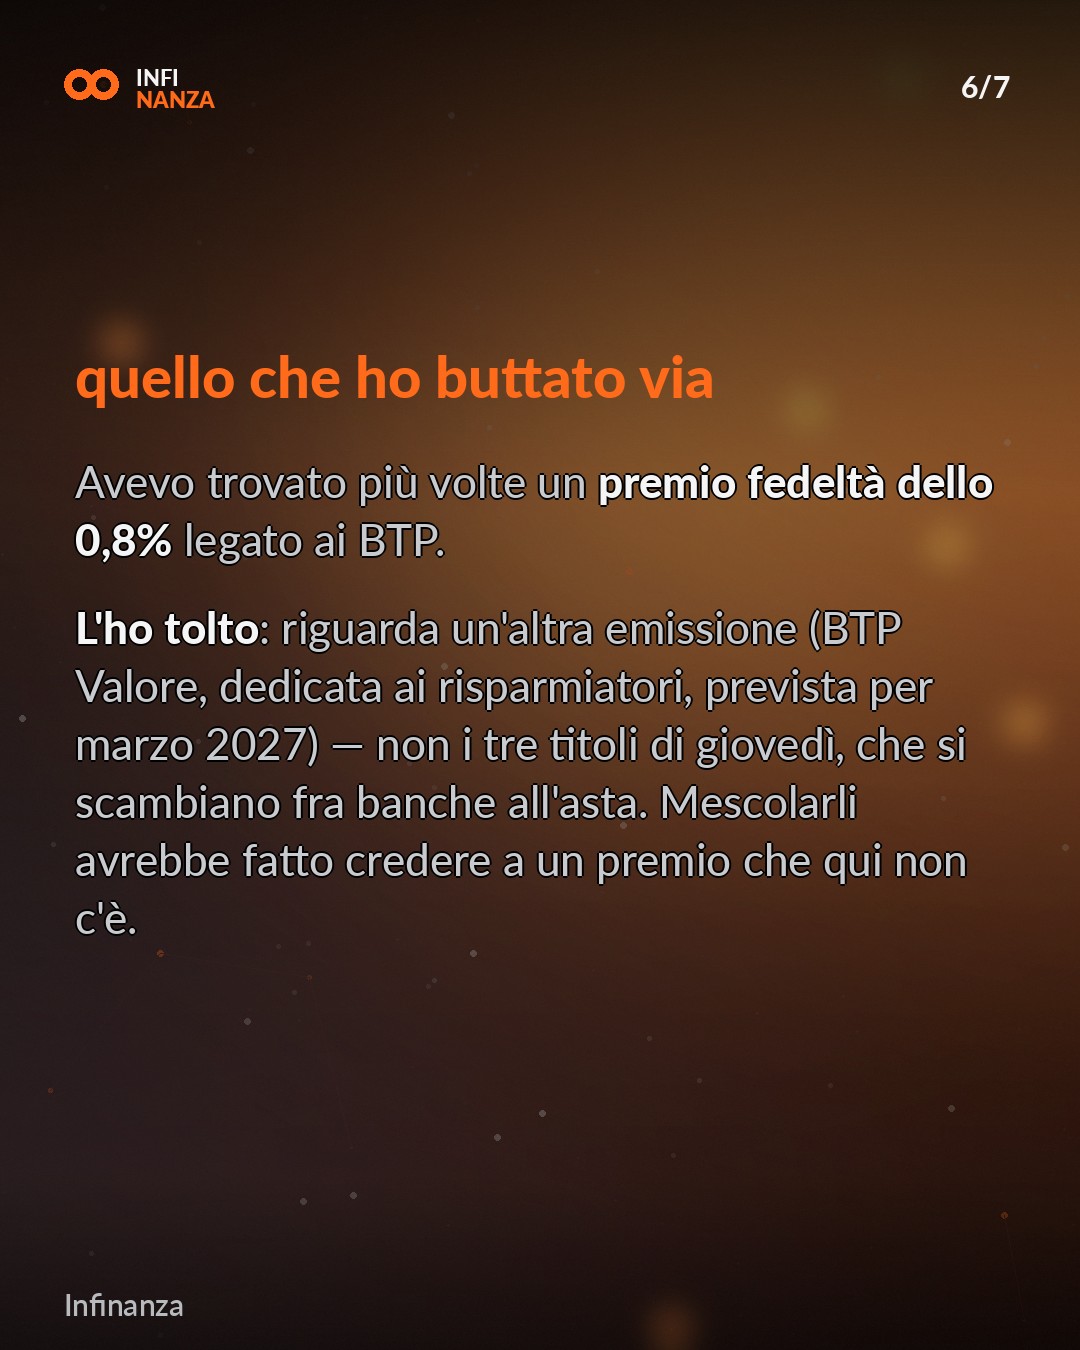 INFI
NANZA
6/7
quello che ho buttato via
Avevo trovato più volte un premio fedeltà dello
0,8% legato ai BTP.
L'ho tolto: riguarda un'altra emissione (BTP
Valore, dedicata ai risparmiatori, prevista per
marzo 2027) — non i tre titoli di giovedì, che si
scambiano fra banche all'asta. Mescolarli
avrebbe fatto credere a un premio che qui non
c'è.
Infinanza